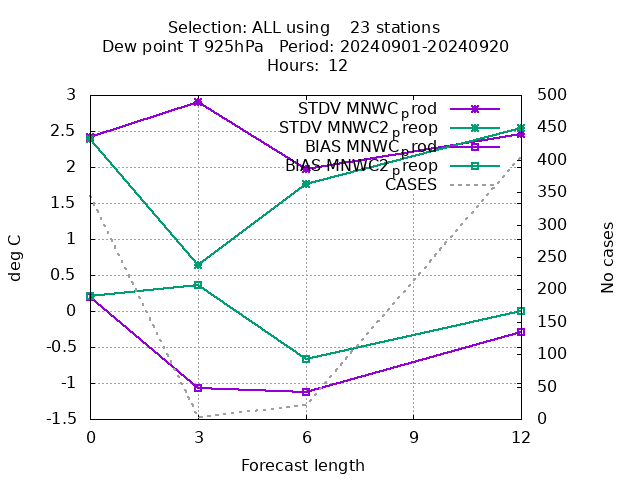 Selection: ALL using 23 stations
Dew point T 925hPa Period: 20240901-20240920
Hours: 12
STDV MNWC_prod
STDV MNWC2_preop
BIAS MNWC_prod
BIAS MNWC2_preop
CASES
3
2.5
2
1.5
1
0.5
0
-0.5
-1
-1.5
deg C
500
450
400
350
300
250
200
150
100
50
0
No cases
0 3 6 9 12
Forecast length